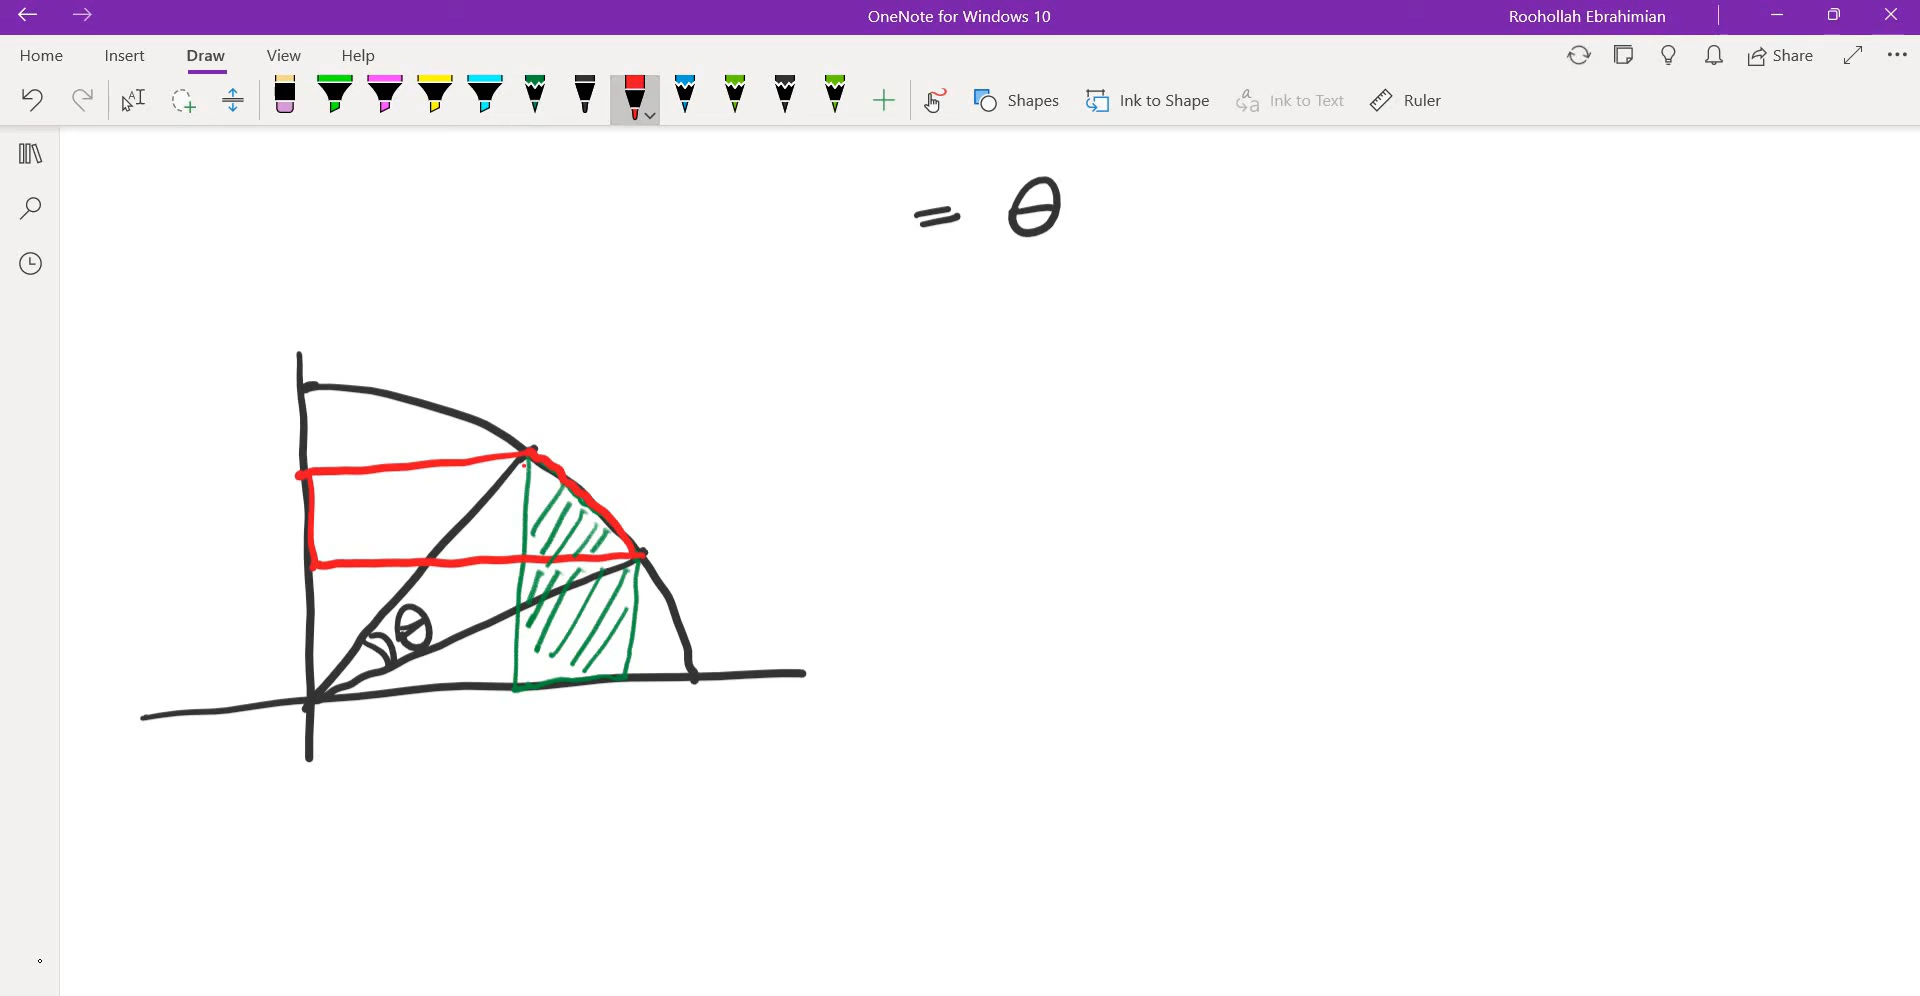 OneNote for Windows 10
Roohollah Ebrahimian
Home Insert Draw View Help
Share
Shapes
Ink to Shape
Ink to Text
Ruler
= θ
θ